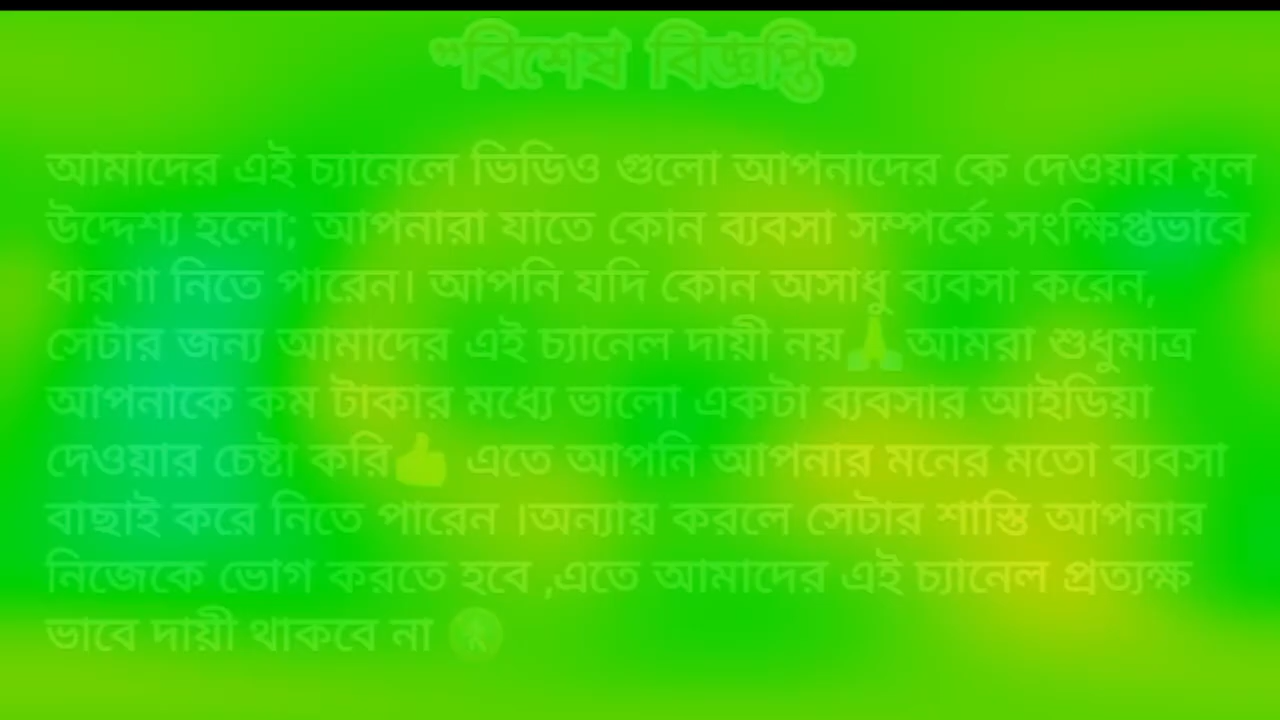 “বিশেষ বিজ্ঞপ্তি”
আমাদের এই চ্যানেলে ভিডিও গুলো আপনাদের কে দেওয়ার মূল
উদ্দেশ্য হলো; আপনারা যাতে কোন ব্যবসা সম্পর্কে সংক্ষিপ্তভাবে
ধারণা নিতে পারেন। আপনি যদি কোন অসাধু ব্যবসা করেন,
সেটার জন্য আমাদের এই চ্যানেল দায়ী নয়🙏আমরা শুধুমাত্র
আপনাকে কম টাকার মধ্যে ভালো একটা ব্যবসার আইডিয়া
দেওয়ার চেষ্টা করি👍 এতে আপনি আপনার মনের মতো ব্যবসা
বাছাই করে নিতে পারেন ।অন্যায় করলে সেটার শাস্তি আপনার
নিজেকে ভোগ করতে হবে ,এতে আমাদের এই চ্যানেল প্রত্যক্ষ
ভাবে দায়ী থাকবে না